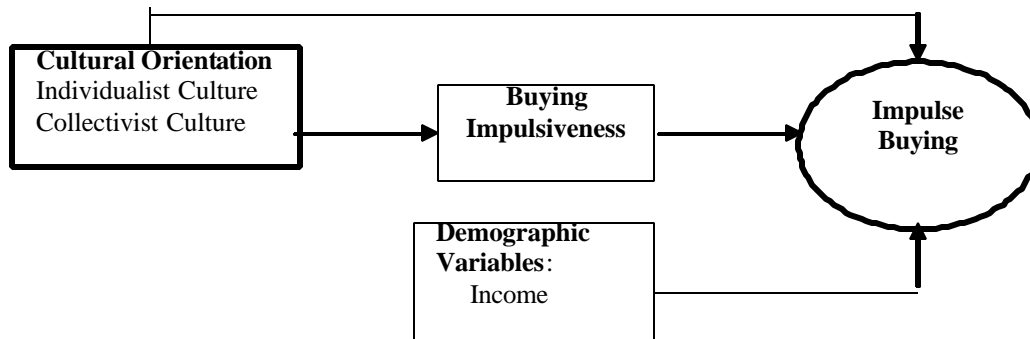 Cultural Orientation
Individualist Culture
Collectivist Culture
Buying
Impulsiveness
Impulse
Buying
Demographic
Variables:
Income